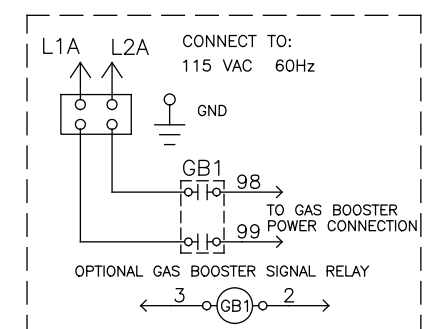 L1A L2A CONNECT TO:
115 VAC 60Hz
GND
GB1
98
TO GAS BOOSTER
99 POWER CONNECTION
OPTIONAL GAS BOOSTER SIGNAL RELAY
3 GB1 2